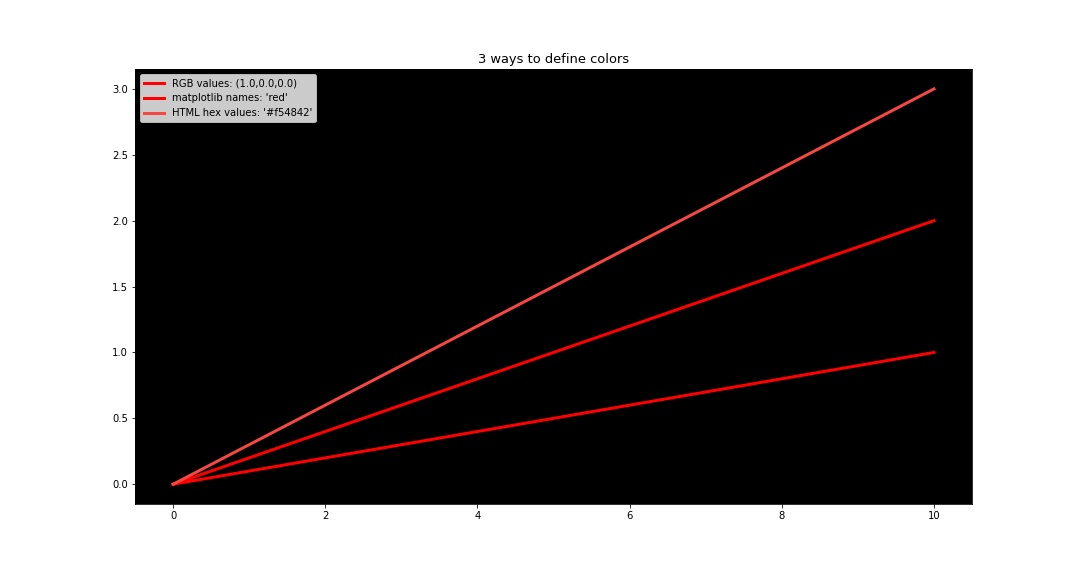 3 ways to define colors
RGB values: (1.0,0.0,0.0)
matplotlib names: 'red'
HTML hex values: '#f54842'
3.0
2.5
2.0
1.5
1.0
0.5
0.0
0 2 4 6 8 10